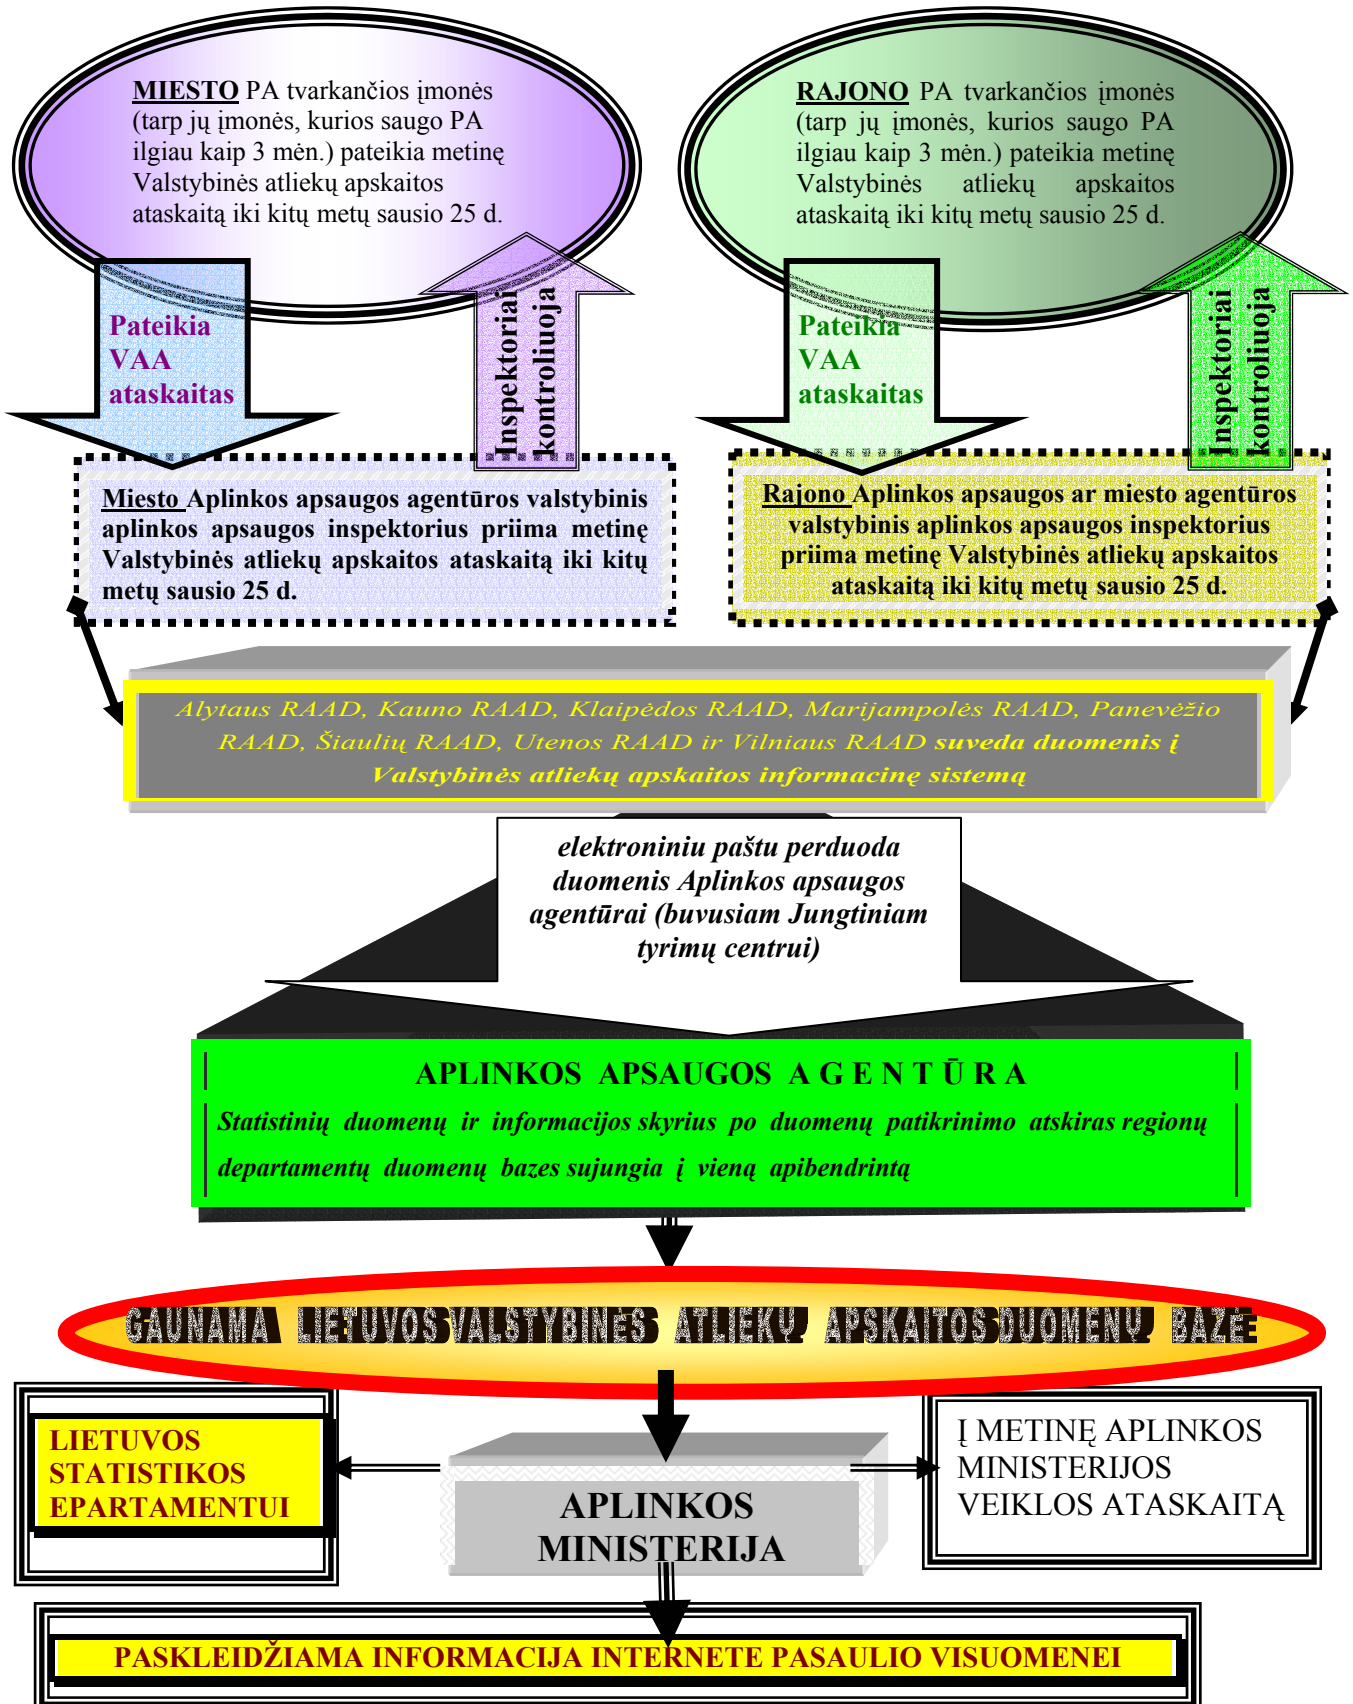 MIESTO PA tvarkančios įmonės
(tarp jų įmonės, kurios saugo PA
ilgiau kaip 3 mėn.) pateikia metinę
Valstybinės atliekų apskaitos
ataskaitą iki kitų metų sausio 25 d.
RAJONO PA tvarkančios įmonės
(tarp jų įmonės, kurios saugo PA
ilgiau kaip 3 mėn.) pateikia metinę
Valstybinės atliekų apskaitos
ataskaitą iki kitų metų sausio 25 d.
Pateikia
VAA
ataskaitas
Inspektoriai
kontroliuoja
Pateikia
VAA
ataskaitas
Inspektoriai
kontroliuoja
Miesto Aplinkos apsaugos agentūros valstybinis
aplinkos apsaugos inspektorius priima metinę
Valstybinės atliekų apskaitos ataskaitą iki kitų
metų sausio 25 d.
Rajono Aplinkos apsaugos ar miesto agentūros
valstybinis aplinkos apsaugos inspektorius
priima metinę Valstybinės atliekų apskaitos
ataskaitą iki kitų metų sausio 25 d.
Alytaus RAAD, Kauno RAAD, Klaipėdos RAAD, Marijampolės RAAD, Panevėžio
RAAD, Šiaulių RAAD, Utenos RAAD ir Vilniaus RAAD suveda duomenis į
Valstybinės atliekų apskaitos informacinę sistemą
elektroniniu paštu perduoda
duomenis Aplinkos apsaugos
agentūrai (buvusiam Jungtiniam
tyrimų centrui)
APLINKOS APSAUGOS A G E N T Ū R A
Statistinių duomenų ir informacijos skyrius po duomenų patikrinimo atskiras regionų
departamentų duomenų bazes sujungia į vieną apibendrintą
GAUNAMA LIETUVOS VALSTYBINĖS ATLIEKŲ APSKAITOS DUOMENŲ BAZĖ
LIETUVOS
STATISTIKOS
EPARTAMENTUI
APLINKOS
MINISTERIJA
Į METINĘ APLINKOS
MINISTERIJOS
VEIKLOS ATASKAITĄ
PASKLEIDŽIAMA INFORMACIJA INTERNETE PASAULIO VISUOMENEI